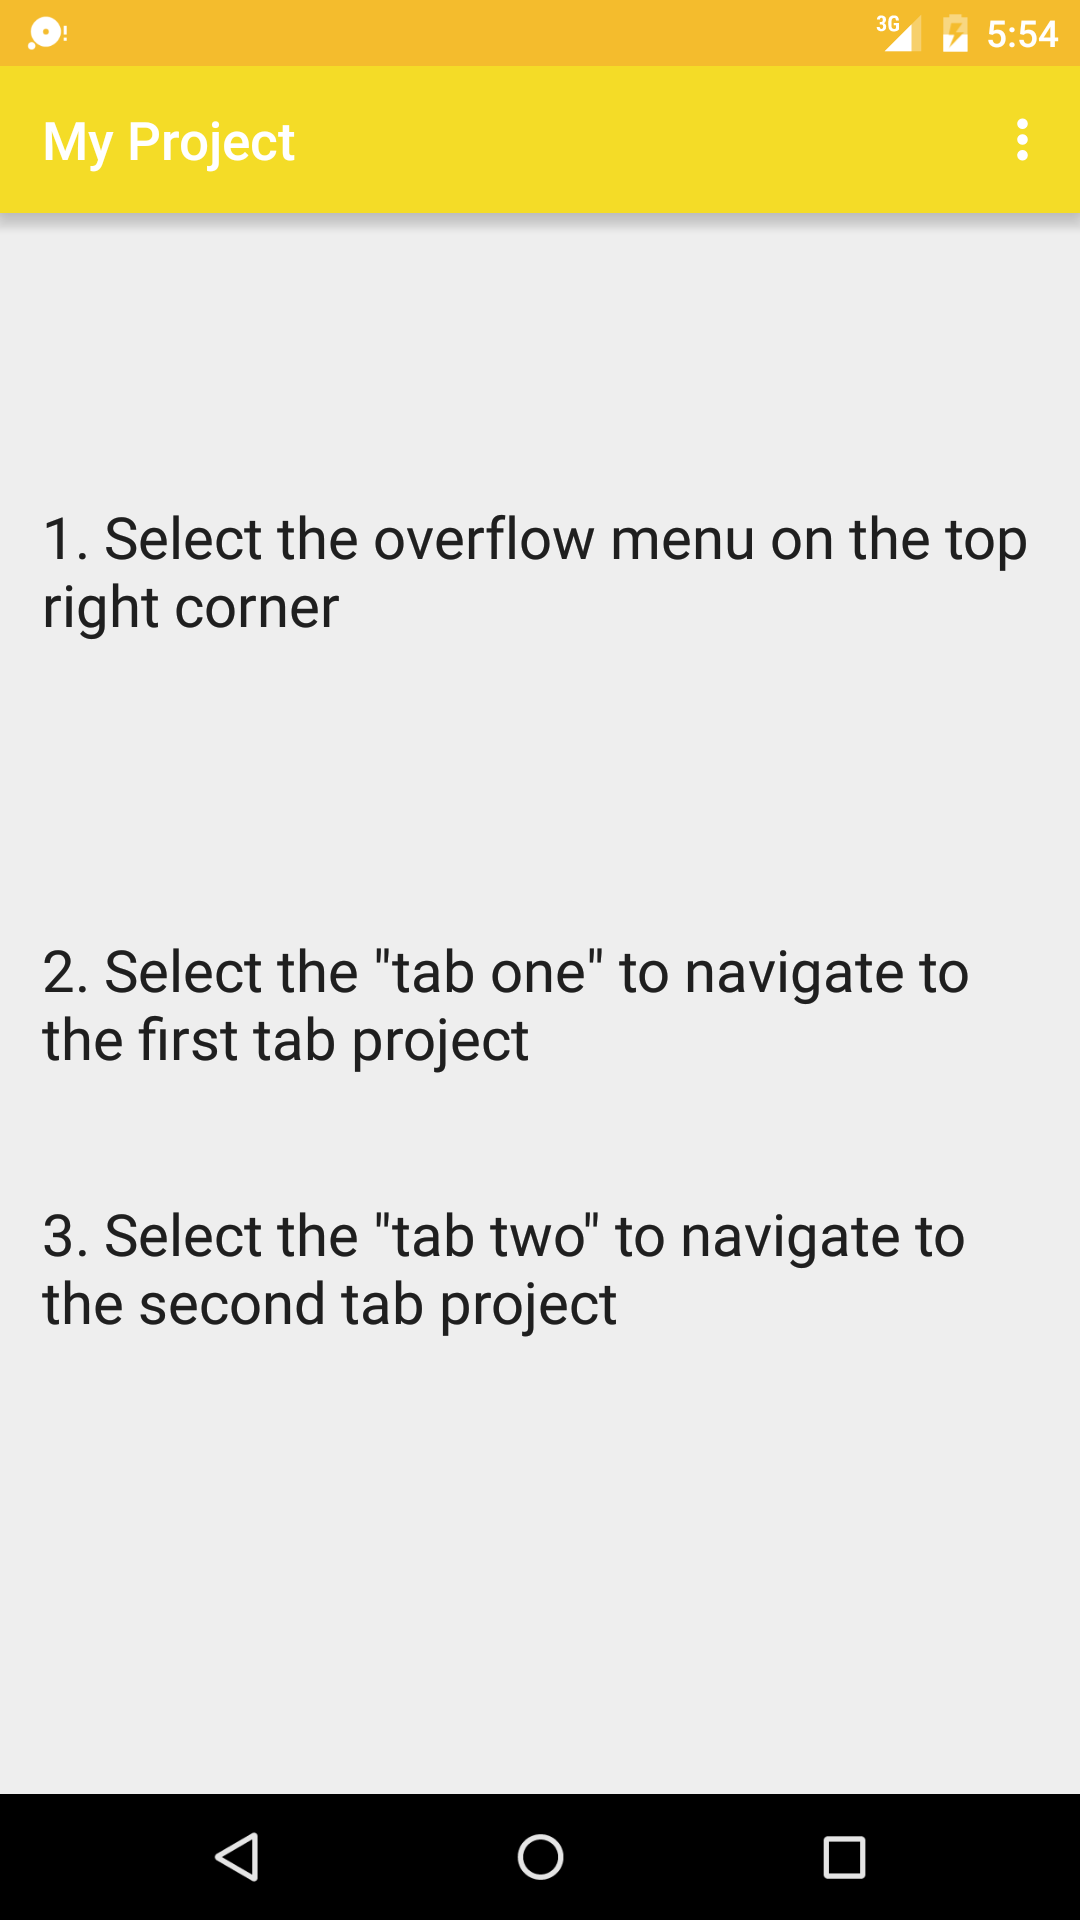 3G 5:54
My Project
1. Select the overflow menu on the top
right corner
2. Select the "tab one" to navigate to
the first tab project
3. Select the "tab two" to navigate to
the second tab project